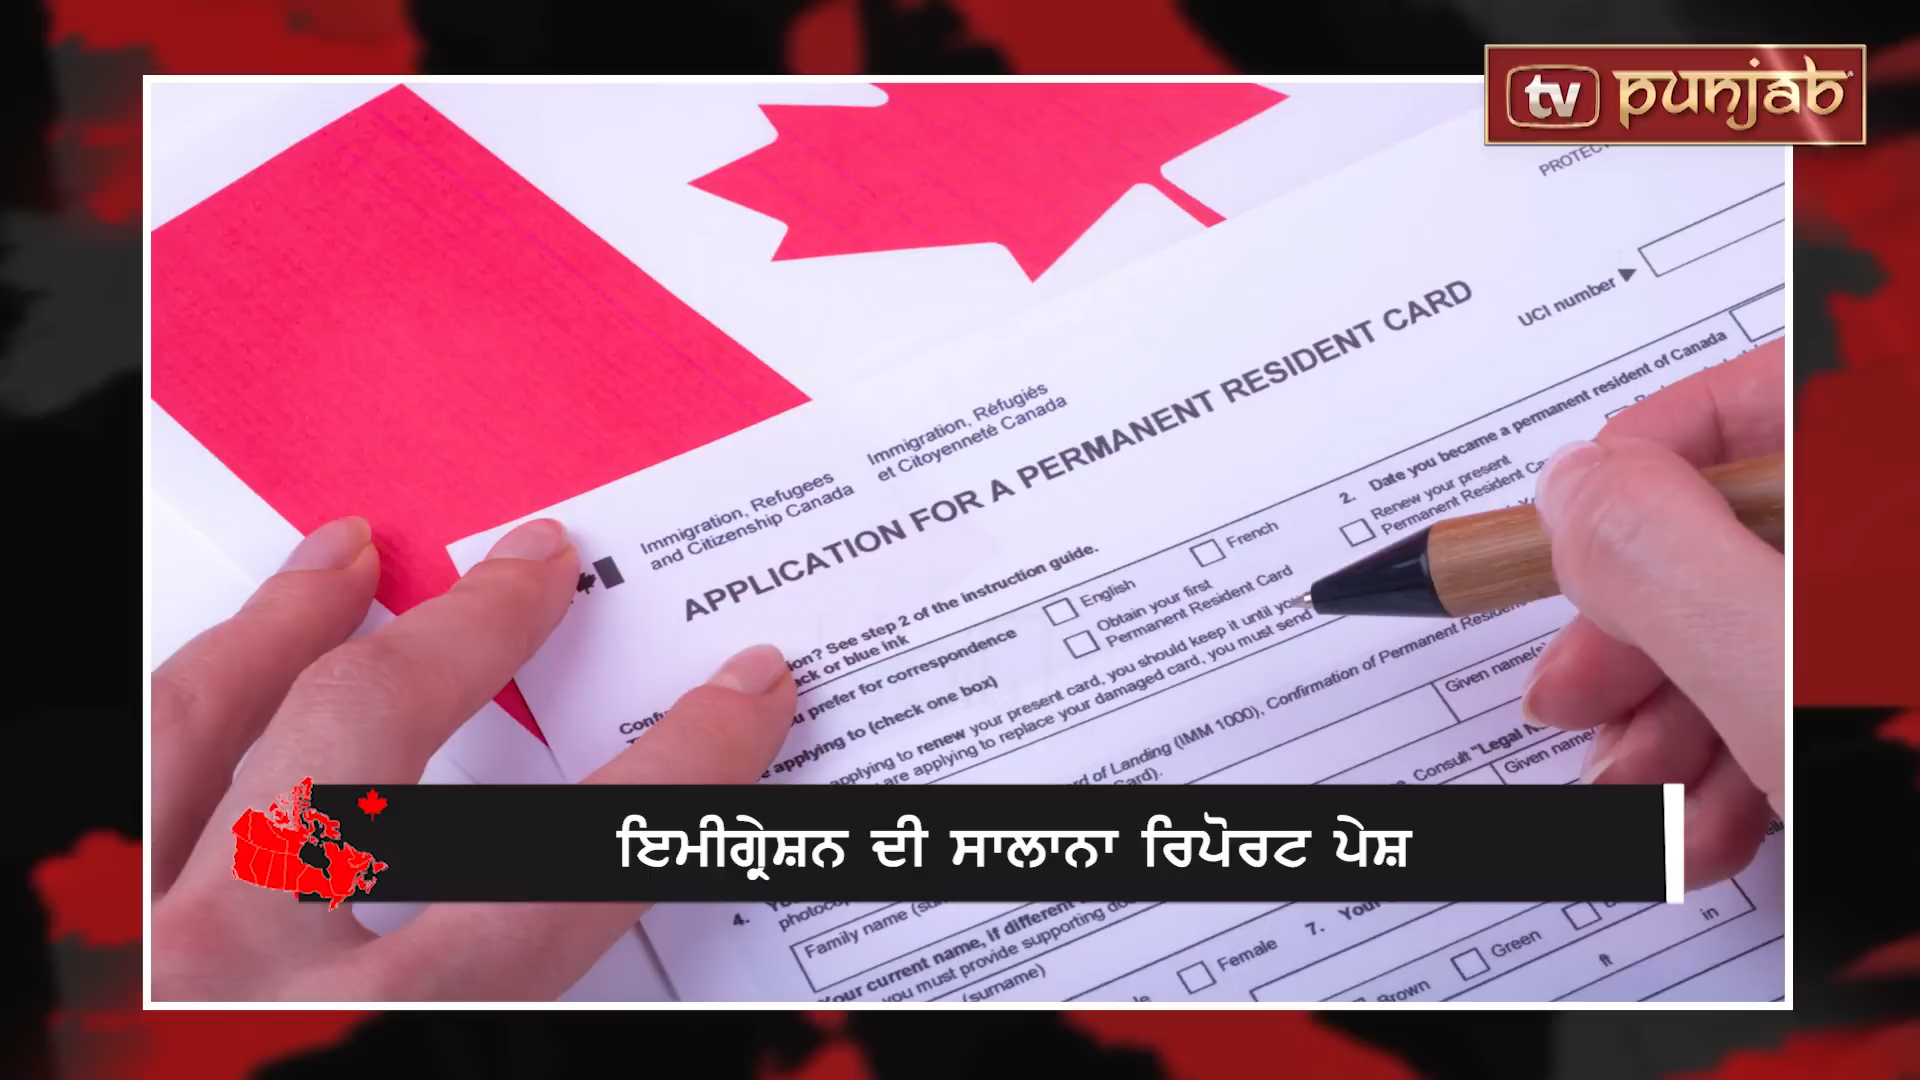 tv punjab
PROTEC
UCI number
Immigration, Refugees
and Citizenship Canada
Immigration, Réfugiés
et Citoyenneté Canada
APPLICATION FOR A PERMANENT RESIDENT CARD
2. Date you became a permanent resident of Canada
Renew your present
Permanent Resident
See step 2 of the instruction guide.
or blue ink
prefer for correspondence
English
French
applying to (check one box)
Obtain your first
Permanent Resident Card
applying to renew your present card, you should keep it until
are applying to replace your damaged card, you must send
of Landing (IMM 1000), Confirmation of Permanent
Card).
Given name(s)
Consult "Legal
Given name
ਇਮੀਗ੍ਰੇਸ਼ਨ ਦੀ ਸਾਲਾਨਾ ਰਿਪੋਰਟ ਪੇਸ਼
4.
Family name
Your current name, if different
you must provide supporting
(surname)
Female
7. Your
Brown
Green
ft
in